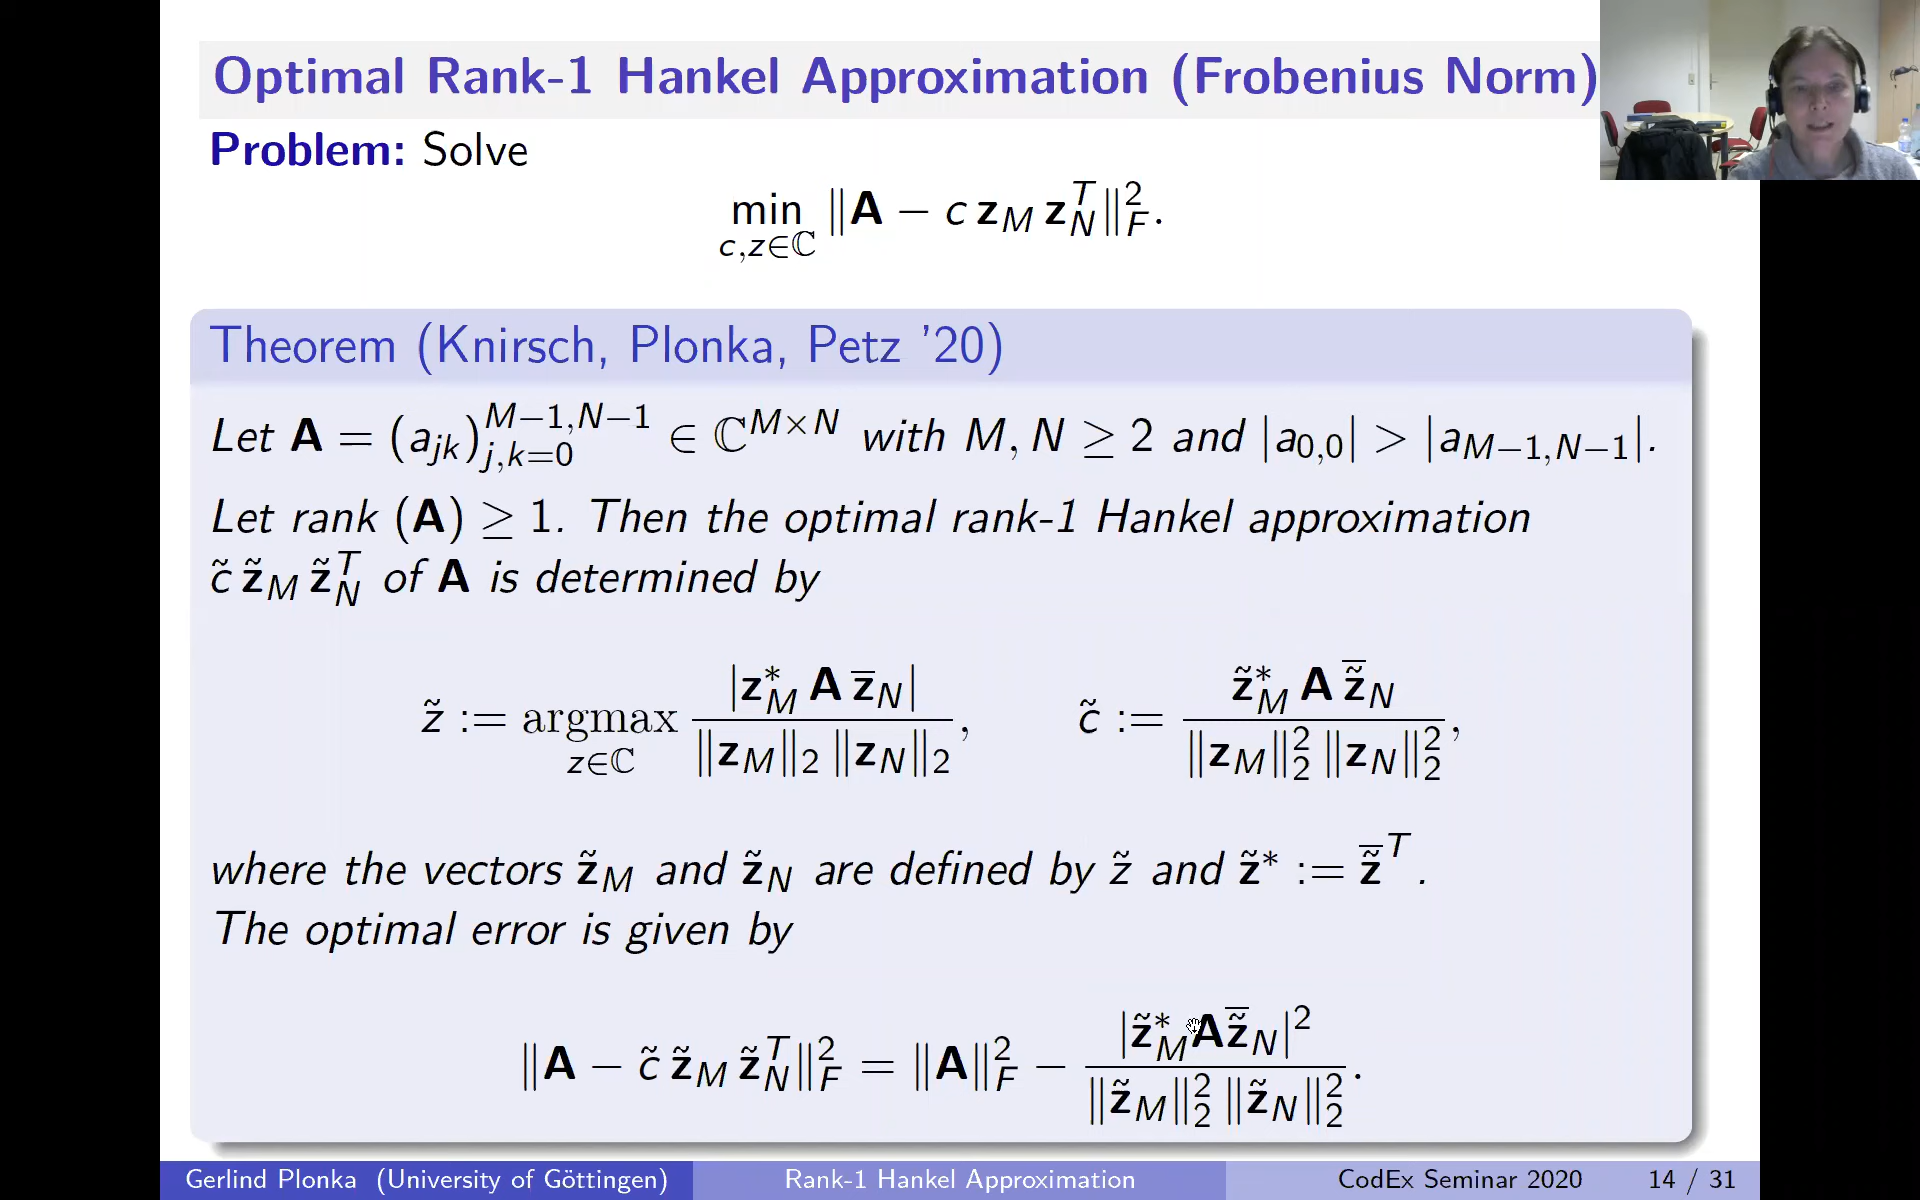 Optimal Rank-1 Hankel Approximation (Frobenius Norm)
Problem: Solve
min_{c,z∈ℂ} ‖A − c z_M z_N^T‖_F^2.
Theorem (Knirsch, Plonka, Petz ’20)
Let A = (a_{jk})_{j,k=0}^{M−1,N−1} ∈ ℂ^{M×N} with M, N ≥ 2 and |a_{0,0}| > |a_{M−1,N−1}|.
Let rank (A) ≥ 1. Then the optimal rank-1 Hankel approximation
c̃ z̃_M z̃_N^T of A is determined by
z̃ := argmax_{z∈ℂ} |z_M^* A z̅_N| / (‖z_M‖_2 ‖z_N‖_2), c̃ := z̃_M^* A \overline{z̃}_N / (‖z_M‖_2^2 ‖z_N‖_2^2),
where the vectors z̃_M and z̃_N are defined by z̃ and z̃^* := \overline{z̃}^T.
The optimal error is given by
‖A − c̃ z̃_M z̃_N^T‖_F^2 = ‖A‖_F^2 − |z̃_M^* A \overline{z̃}_N|^2 / (‖z̃_M‖_2^2 ‖z̃_N‖_2^2).
Gerlind Plonka (University of Göttingen) Rank-1 Hankel Approximation CodEx Seminar 2020 14 / 31